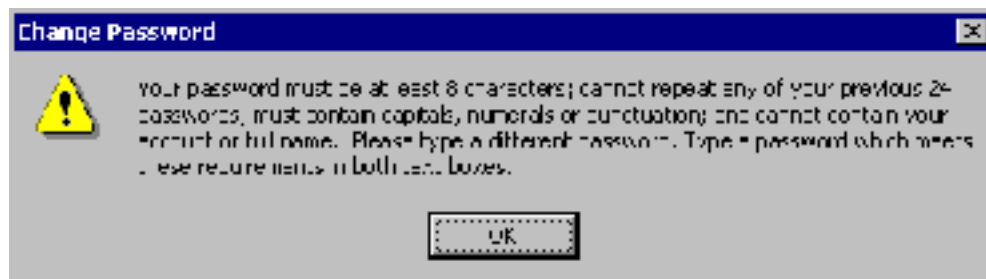 Change Password
Your password must be at least 8 characters; cannot repeat any of your previous 24
passwords; must contain capitals, numerals or punctuation; and cannot contain your
account or full name. Please type a different password. Type a password which meets
these requirements in both text boxes.
OK